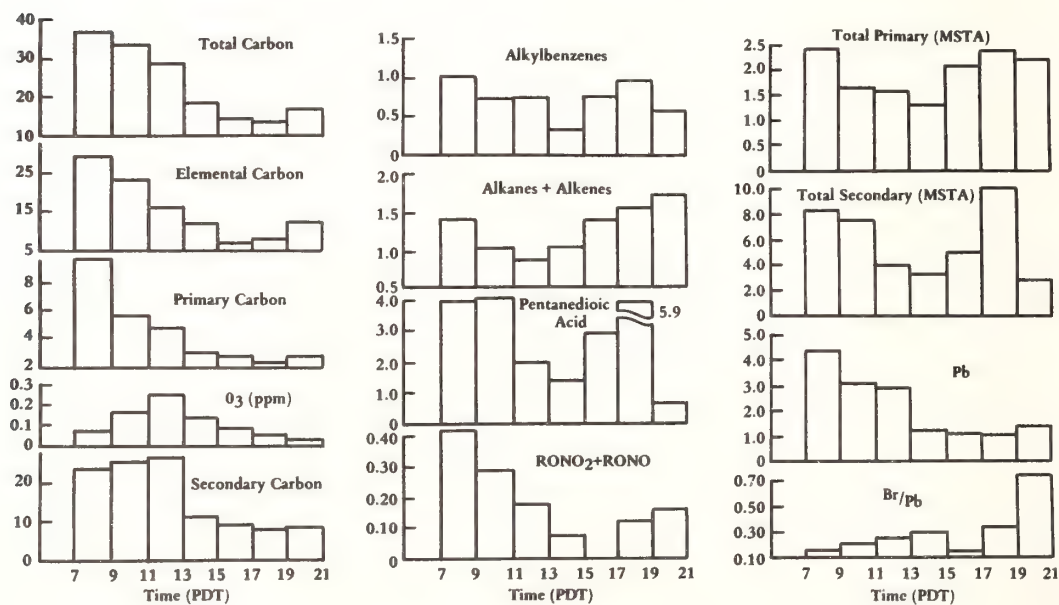 40
30
20
10
Total Carbon
25
15
5
Elemental Carbon
8
6
4
2
Primary Carbon
0.3
0.2
0.1
0
03 (ppm)
20
10
0
Secondary Carbon
7 9 11 13 15 17 19 21
Time (PDT)
1.5
1.0
0.5
0
Alkylbenzenes
2.0
1.5
1.0
0.5
Alkanes + Alkenes
4.0
3.0
2.0
1.0
0
Pentanedioic
Acid
5.9
0.40
0.30
0.20
0.10
RONO2+RONO
7 9 11 13 15 17 19 21
Time (PDT)
Total Primary (MSTA)
2.5
2.0
1.5
1.0
0.5
0
10.0
8.0
6.0
4.0
2.0
0
Total Secondary (MSTA)
5.0
4.0
3.0
2.0
1.0
0
Pb
0.70
0.50
0.30
0.10
Br/Pb
7 9 11 13 15 17 19 21
Time (PDT)